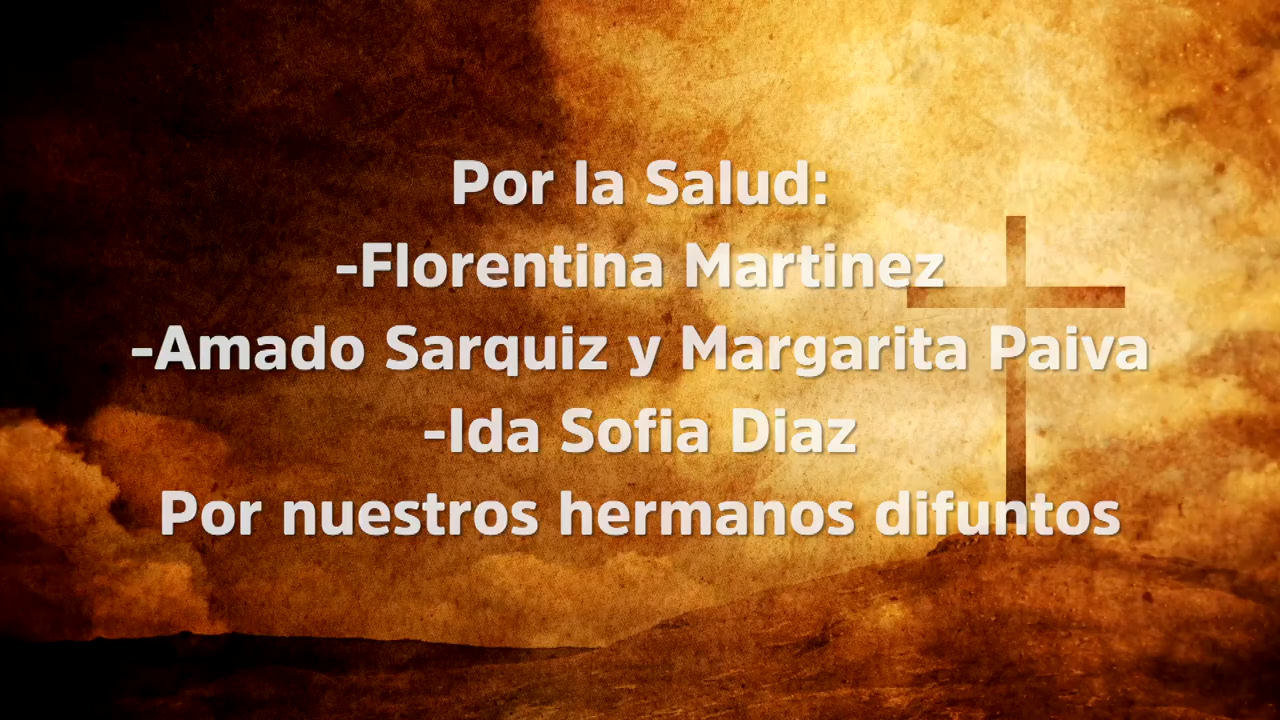 Por la Salud:
-Florentina Martinez
-Amado Sarquiz y Margarita Paiva
-Ida Sofia Diaz
Por nuestros hermanos difuntos